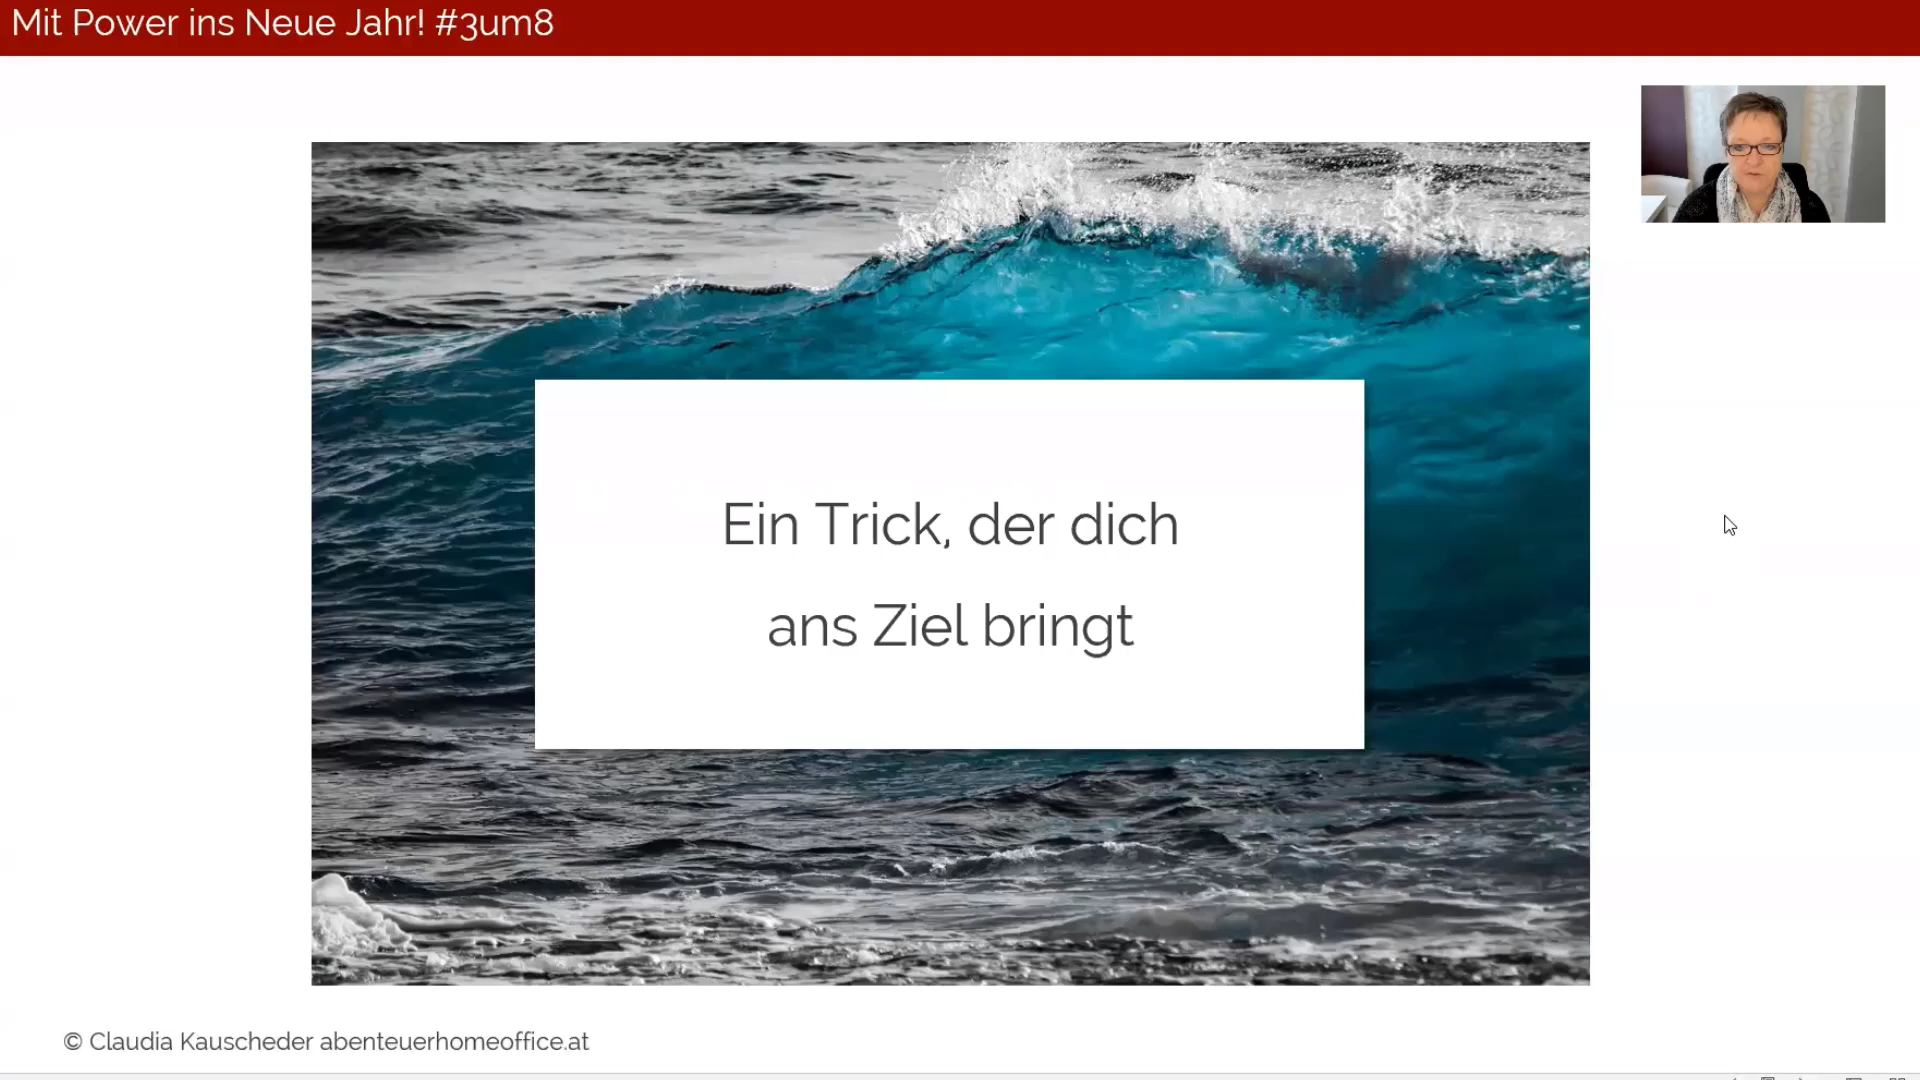 Mit Power ins Neue Jahr! #3um8
Ein Trick, der dich
ans Ziel bringt
© Claudia Kauscheder abenteuerhomeoffice.at